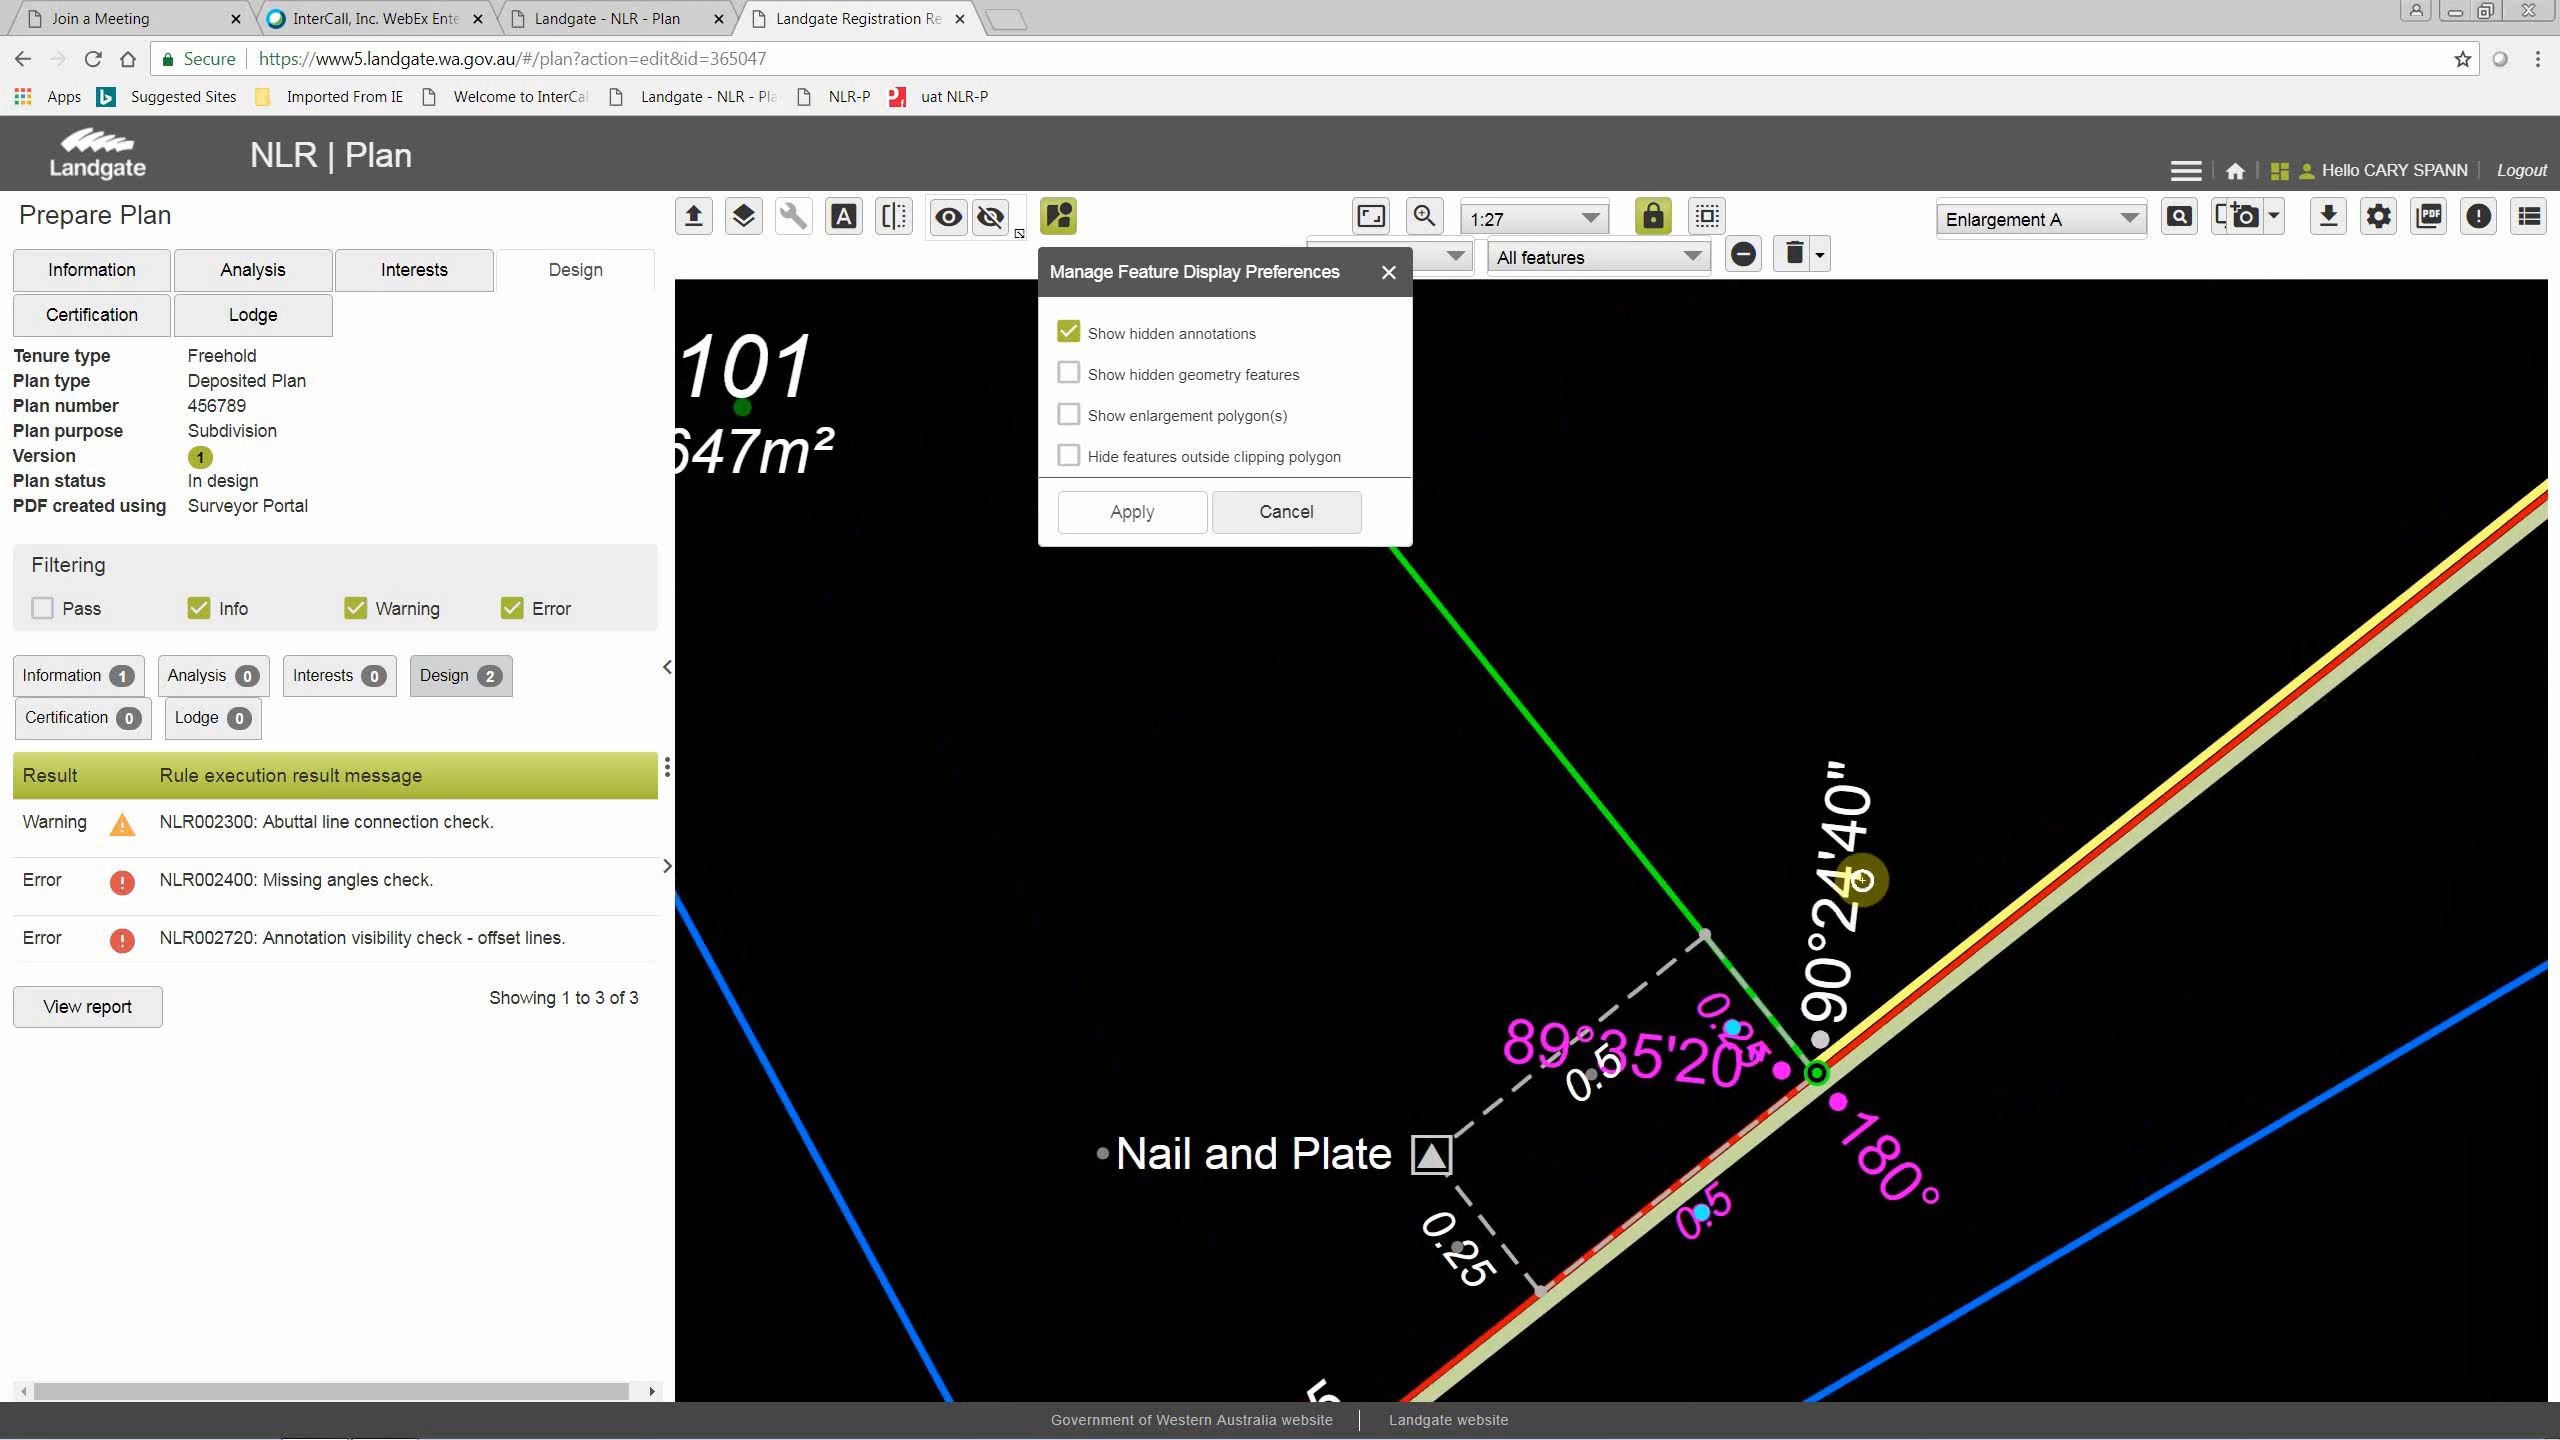 Join a Meeting
InterCall, Inc. WebEx Ente
Landgate - NLR - Plan
Landgate Registration Re
Secure
https://www5.landgate.wa.gov.au/#/plan?action=edit&id=365047
Apps
Suggested Sites
Imported From IE
Welcome to InterCa
Landgate - NLR - Pla
NLR-P
uat NLR-P
Landgate
NLR | Plan
Hello CARY SPANN
Logout
Prepare Plan
A
1:27
Enlargement A
PDF
All features
Information
Analysis
Interests
Design
Certification
Lodge
Tenure type Freehold
Plan type Deposited Plan
Plan number 456789
Plan purpose Subdivision
Version 1
Plan status In design
PDF created using Surveyor Portal
Filtering
Pass
Info
Warning
Error
Information 1
Analysis 0
Interests 0
Design 2
Certification 0
Lodge 0
Result Rule execution result message
Warning NLR002300: Abuttal line connection check.
Error NLR002400: Missing angles check.
Error NLR002720: Annotation visibility check - offset lines.
View report
Showing 1 to 3 of 3
Manage Feature Display Preferences
Show hidden annotations
Show hidden geometry features
Show enlargement polygon(s)
Hide features outside clipping polygon
Apply
Cancel
101
647m²
90°24'40"
0.25
89°35'20"
0.5
Nail and Plate
180°
0.5
0.25
5
Government of Western Australia website
Landgate website